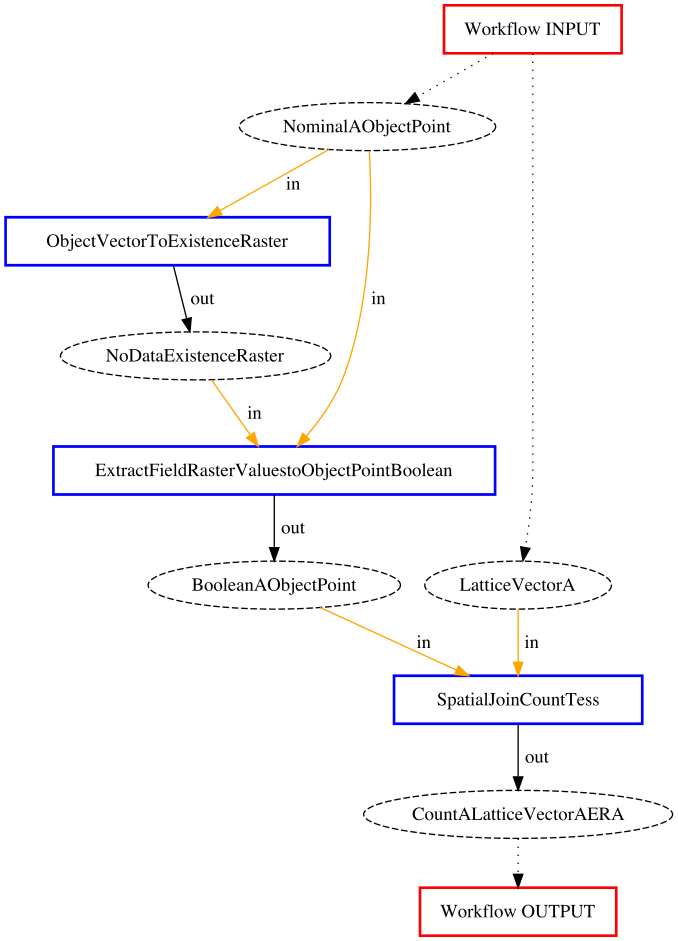 Workflow INPUT
NominalAObjectPoint
in
ObjectVectorToExistenceRaster
out
in
NoDataExistenceRaster
in
ExtractFieldRasterValuestoObjectPointBoolean
out
BooleanAObjectPoint
LatticeVectorA
in
in
SpatialJoinCountTess
out
CountALatticeVectorAERA
Workflow OUTPUT